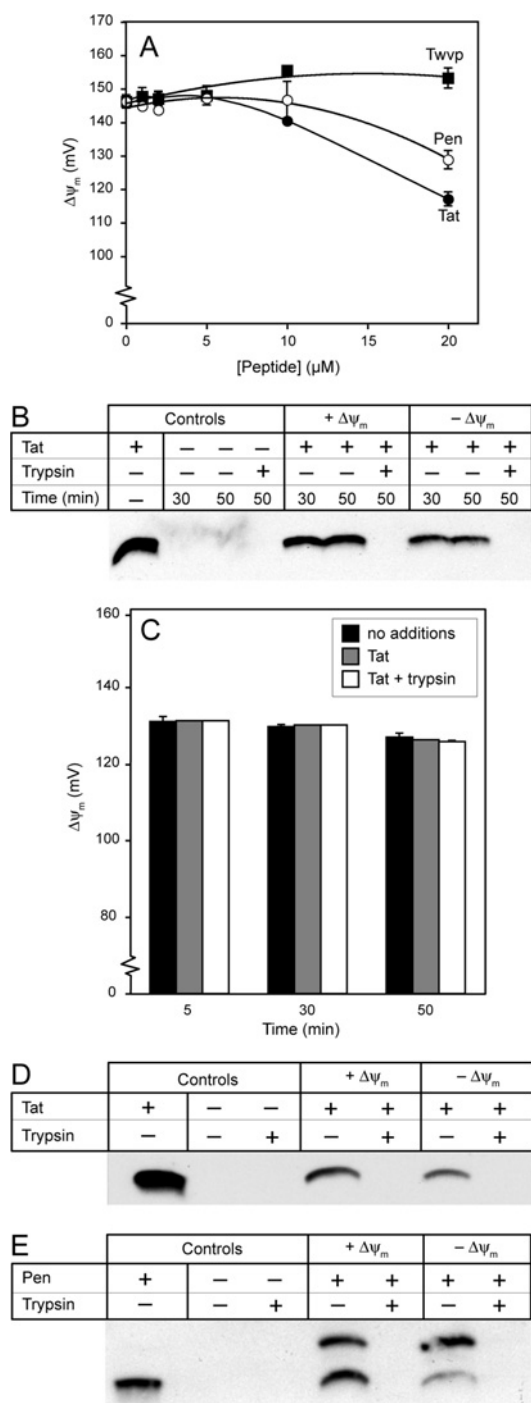 A
170
160
150
140
130
120
110
100
0
Δψm (mV)
Twvp
Pen
Tat
0 5 10 15 20
[Peptide] (μM)
B
Controls + Δψm − Δψm
Tat + − − − + + + + + +
Trypsin − − − + − − + − − +
Time (min) − 30 50 50 30 50 50 30 50 50
C
160
140
120
100
80
0
Δψm (mV)
no additions
Tat
Tat + trypsin
5 30 50
Time (min)
D
Controls + Δψm − Δψm
Tat + − − + + + +
Trypsin − − + − + − +
E
Controls + Δψm − Δψm
Pen + − − + + + +
Trypsin − − + − + − +